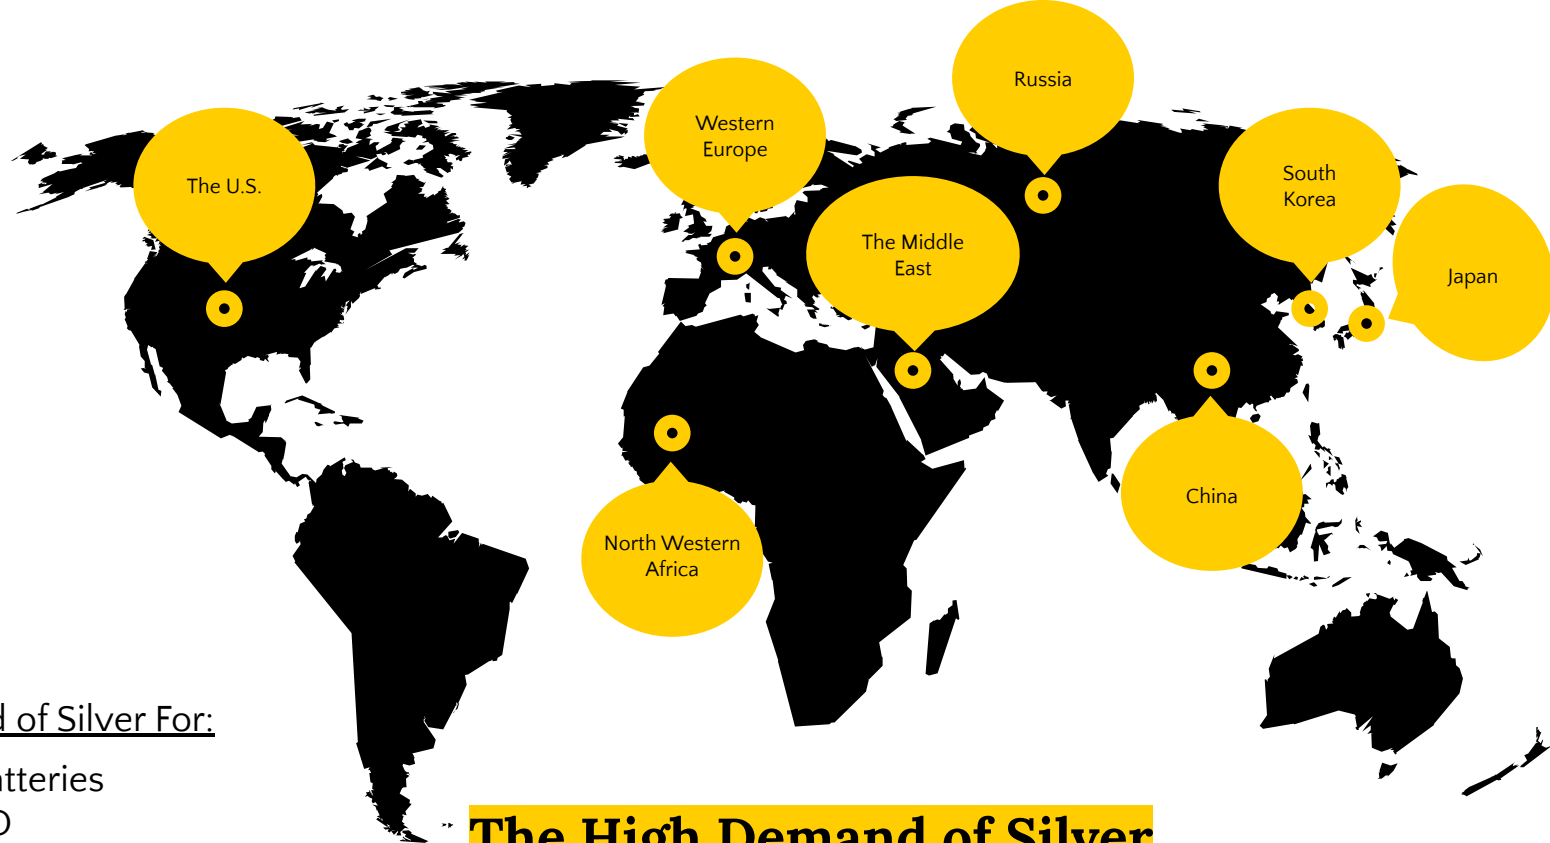 Russia
Western
Europe
The U.S.
South
Korea
The Middle
East
Japan
China
North Western
Africa
of Silver For:
The High Demand of Silver